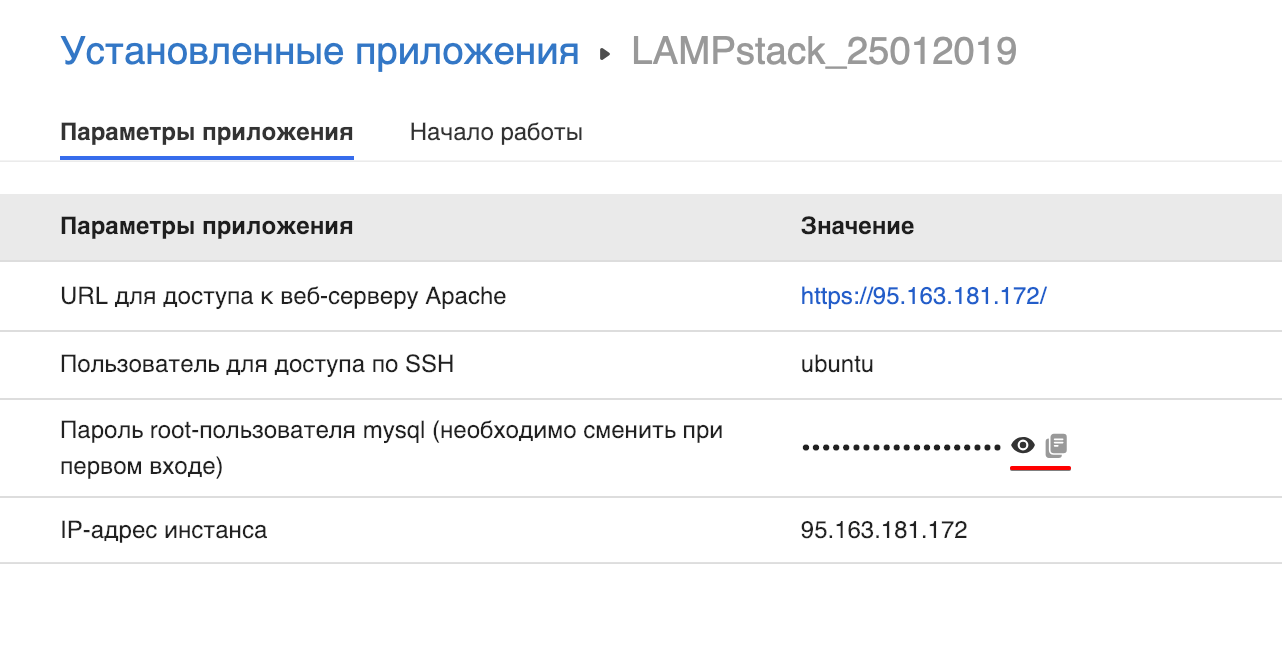 Установленные приложения ▸ LAMPstack_25012019
Параметры приложения Начало работы
Параметры приложения Значение
URL для доступа к веб-серверу Apache https://95.163.181.172/
Пользователь для доступа по SSH ubuntu
Пароль root-пользователя mysql (необходимо сменить при
первом входе) ••••••••••••••••••••
IP-адрес инстанса 95.163.181.172